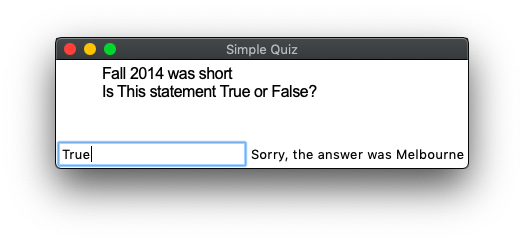 Simple Quiz
Fall 2014 was short
Is This statement True or False?
True
Sorry, the answer was Melbourne